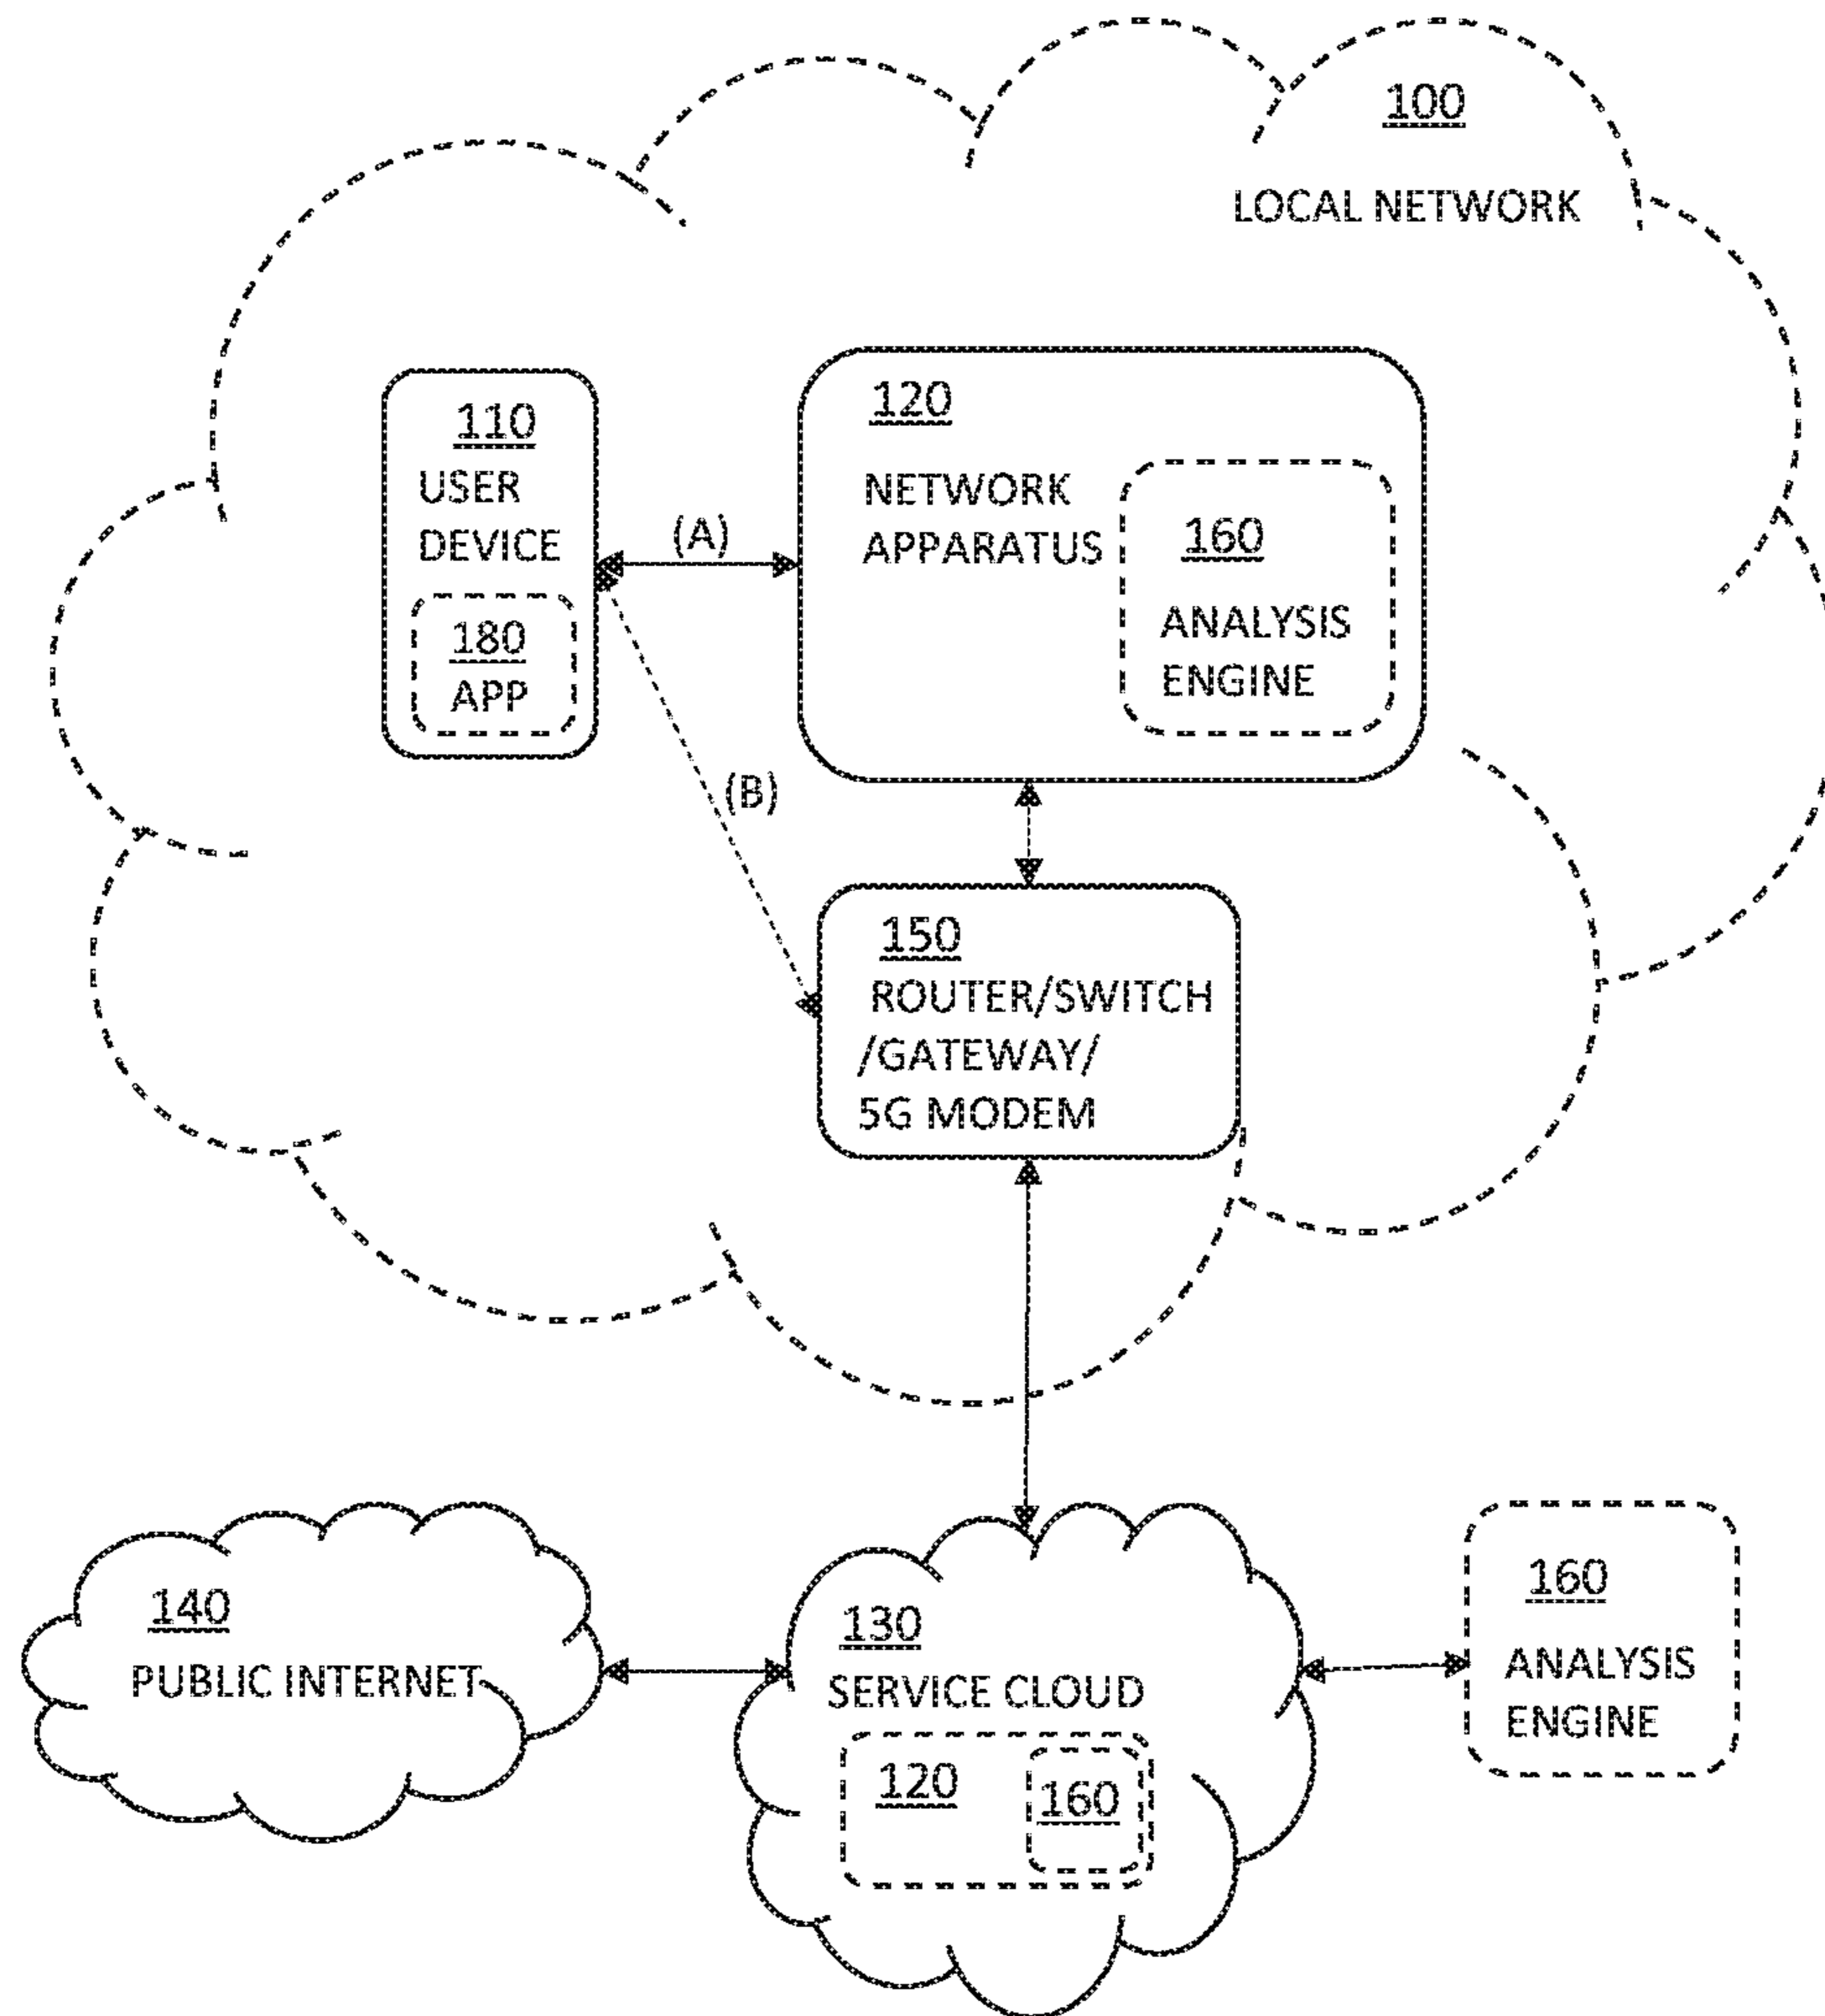 100
LOCAL NETWORK
110
USER
DEVICE
180
APP
(A)
120
NETWORK
APPARATUS
160
ANALYSIS
ENGINE
(B)
150
ROUTER/SWITCH
/GATEWAY/
5G MODEM
140
PUBLIC INTERNET
130
SERVICE CLOUD
120
160
160
ANALYSIS
ENGINE